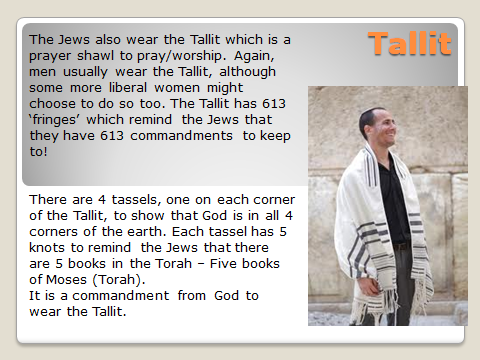 Tallit
The Jews also wear the Tallit which is a
prayer shawl to pray/worship. Again,
men usually wear the Tallit, although
some more liberal women might
choose to do so too. The Tallit has 613
‘fringes’ which remind the Jews that
they have 613 commandments to keep
to!
There are 4 tassels, one on each corner
of the Tallit, to show that God is in all 4
corners of the earth. Each tassel has 5
knots to remind the Jews that there
are 5 books in the Torah – Five books
of Moses (Torah).
It is a commandment from God to
wear the Tallit.